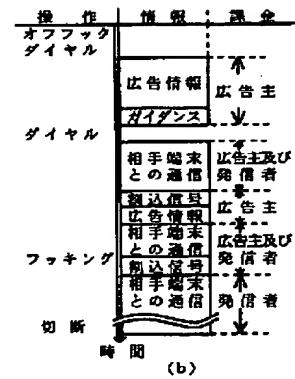 操作 情報 課金
オフフック
ダイヤル
広告情報
広告主
ガイダンス
ダイヤル
相手端末
との通信
広告主及び
発信者
割込信号
広告情報
広告主
相手端末
との通信
広告主及び
発信者
フッキング
割込信号
相手端末
との通信
発信者
切断
時間
(b)